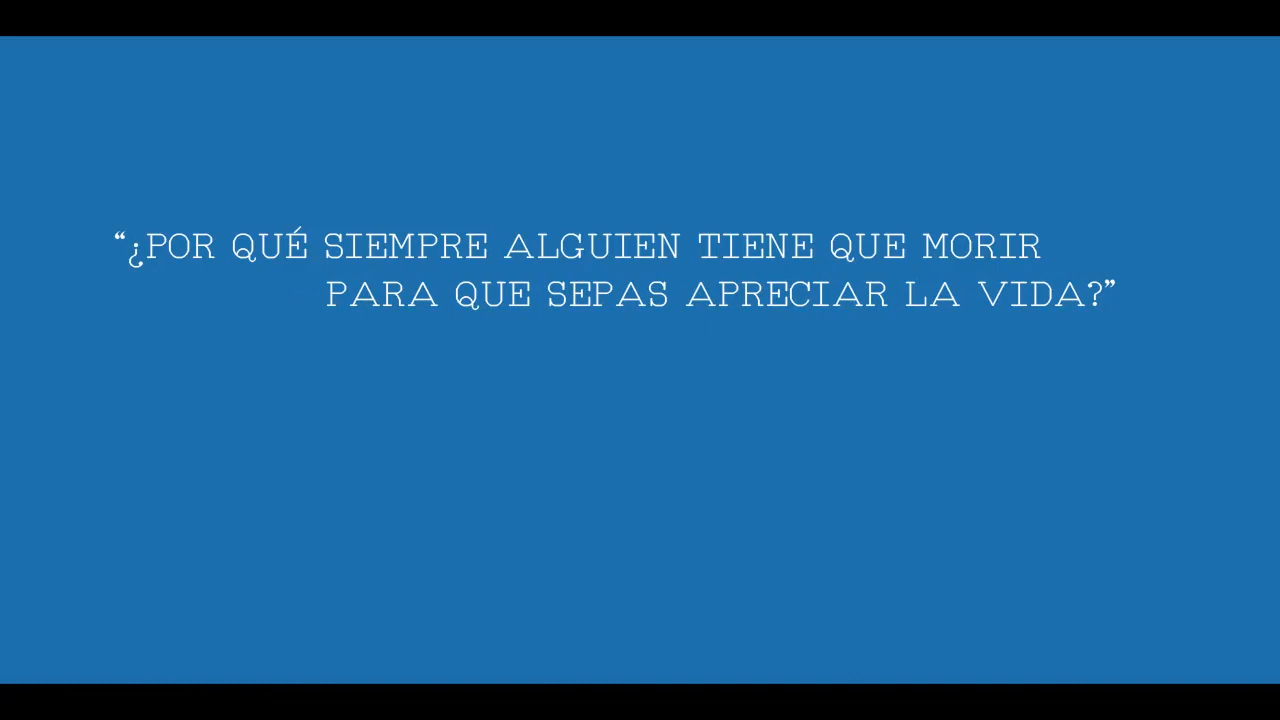 “¿POR QUÉ SIEMPRE ALGUIEN TIENE QUE MORIR
PARA QUE SEPAS APRECIAR LA VIDA?”